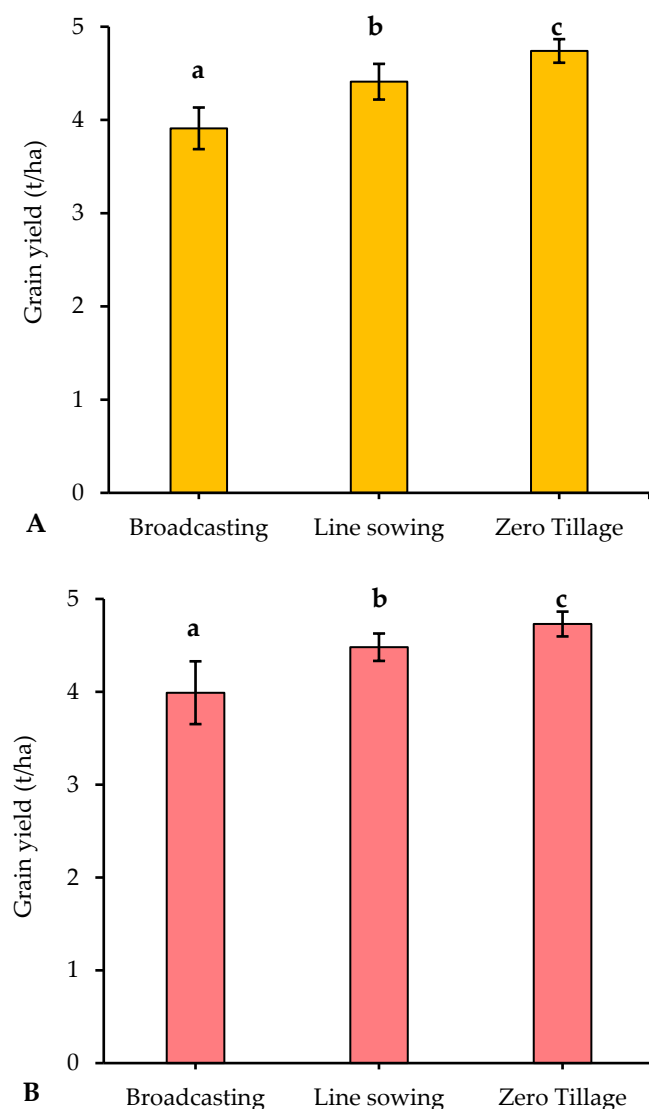 5
4
3
2
1
0
Grain yield (t/ha)
a
b
c
Broadcasting
Line sowing
Zero Tillage
A
5
4
3
2
1
0
Grain yield (t/ha)
a
b
c
Broadcasting
Line sowing
Zero Tillage
B